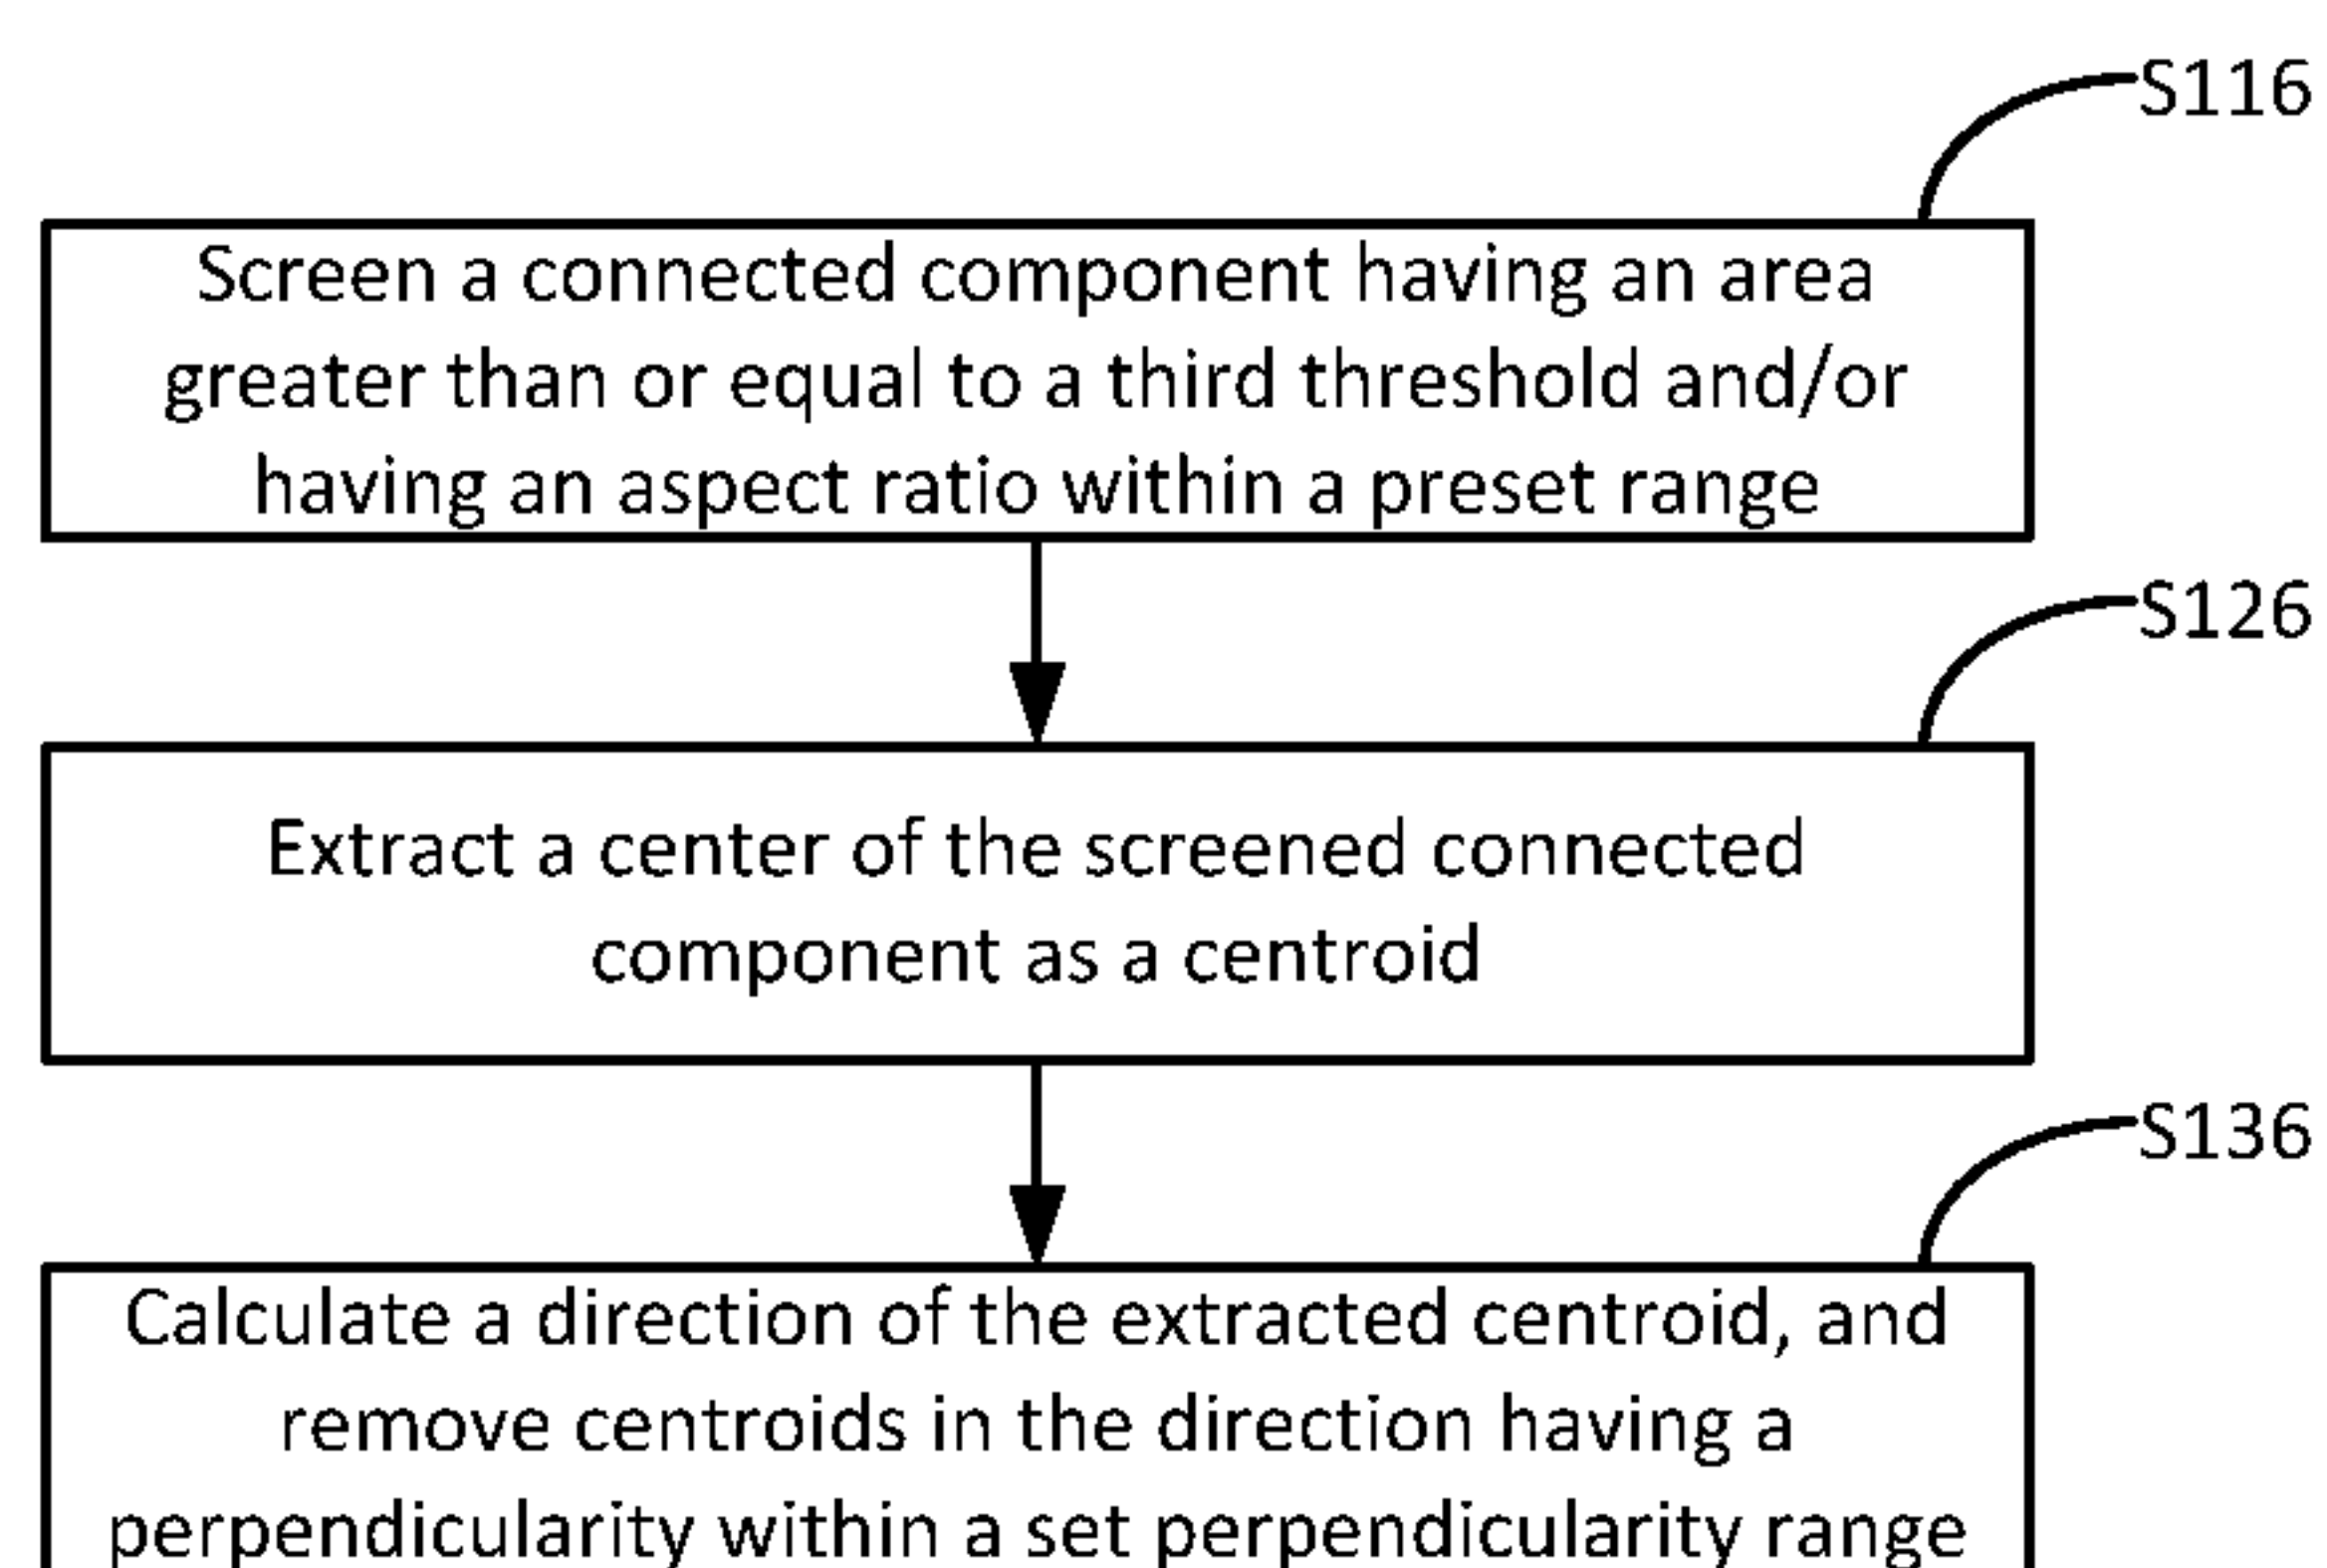 S116
Screen a connected component having an area
greater than or equal to a third threshold and/or
having an aspect ratio within a preset range
S126
Extract a center of the screened connected
component as a centroid
S136
Calculate a direction of the extracted centroid, and
remove centroids in the direction having a
perpendicularity within a set perpendicularity range